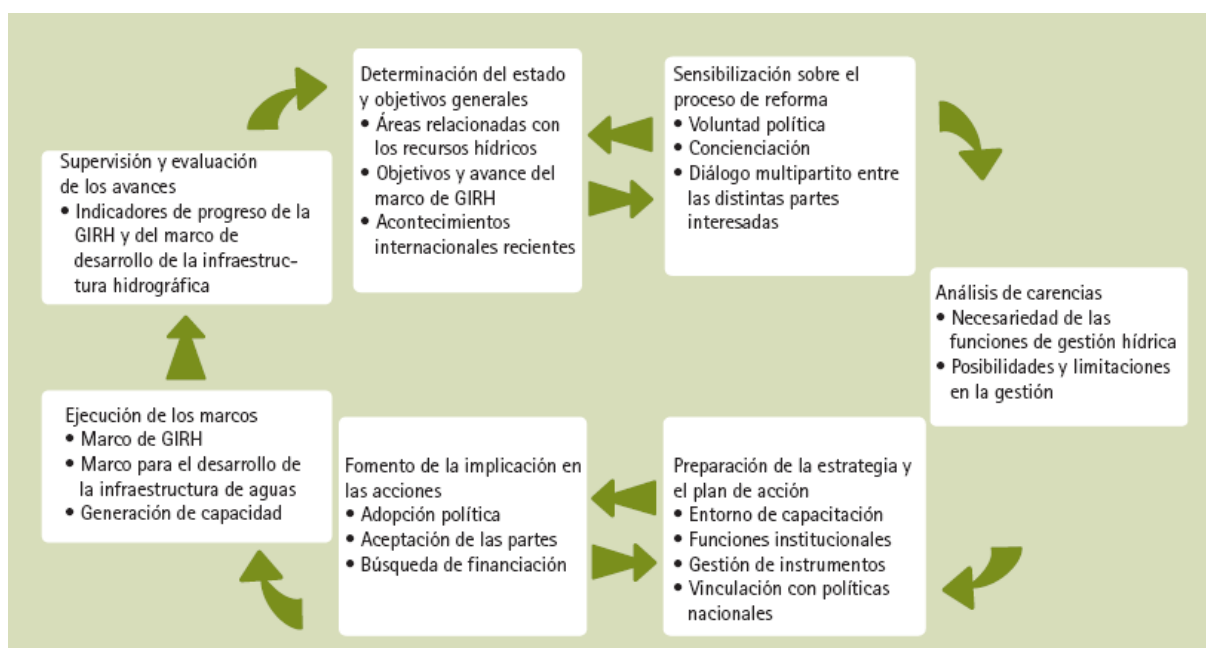 Determinación del estado
y objetivos generales
• Áreas relacionadas con
los recursos hídricos
• Objetivos y avance del
marco de GIRH
• Acontecimientos
internacionales recientes
Sensibilización sobre el
proceso de reforma
• Voluntad política
• Concienciación
• Diálogo multipartito entre
las distintas partes
interesadas
Análisis de carencias
• Necesariedad de las
funciones de gestión hídrica
• Posibilidades y limitaciones
en la gestión
Preparación de la estrategia y
el plan de acción
• Entorno de capacitación
• Funciones institucionales
• Gestión de instrumentos
• Vinculación con políticas
nacionales
Fomento de la implicación en
las acciones
• Adopción política
• Aceptación de las partes
• Búsqueda de financiación
Ejecución de los marcos
• Marco de GIRH
• Marco para el desarrollo de
la infraestructura de aguas
• Generación de capacidad
Supervisión y evaluación
de los avances
• Indicadores de progreso de la
GIRH y del marco de
desarrollo de la infraestruc-
tura hidrográfica